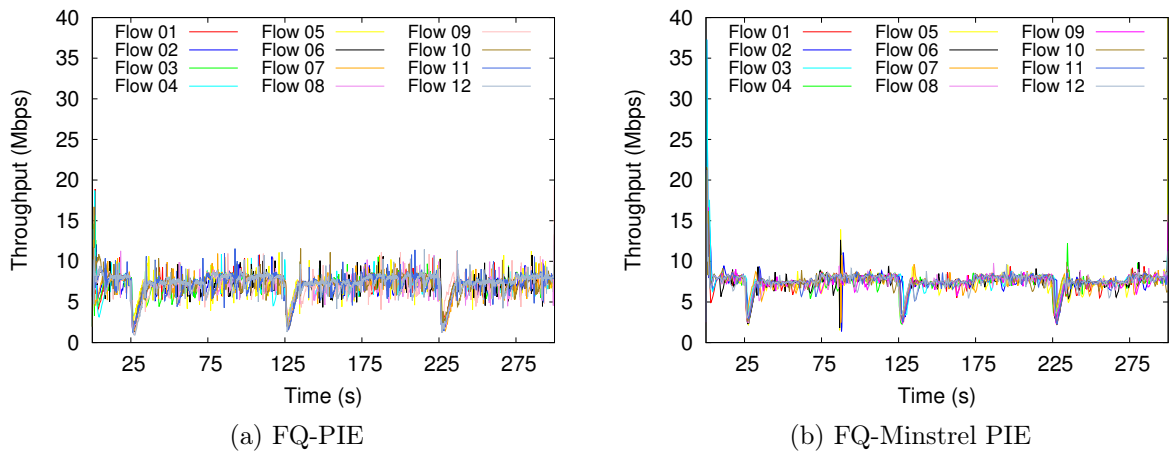 40
35
30
25
20
15
10
5
0
Throughput (Mbps)
Flow 01 Flow 05 Flow 09
Flow 02 Flow 06 Flow 10
Flow 03 Flow 07 Flow 11
Flow 04 Flow 08 Flow 12
25 75 125 175 225 275
Time (s)
(a) FQ-PIE
40
35
30
25
20
15
10
5
0
Throughput (Mbps)
Flow 01 Flow 05 Flow 09
Flow 02 Flow 06 Flow 10
Flow 03 Flow 07 Flow 11
Flow 04 Flow 08 Flow 12
25 75 125 175 225 275
Time (s)
(b) FQ-Minstrel PIE